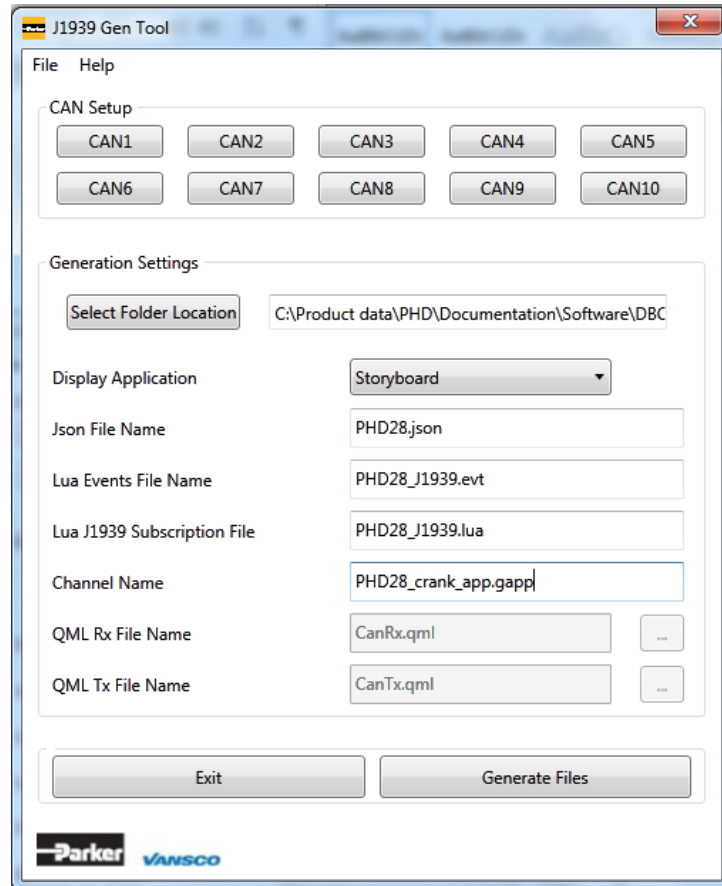 J1939 Gen Tool
File Help
CAN Setup
CAN1 CAN2 CAN3 CAN4 CAN5
CAN6 CAN7 CAN8 CAN9 CAN10
Generation Settings
Select Folder Location C:\Product data\PHD\Documentation\Software\DBC
Display Application Storyboard
Json File Name PHD28.json
Lua Events File Name PHD28_J1939.evt
Lua J1939 Subscription File PHD28_J1939.lua
Channel Name PHD28_crank_app.gapp
QML Rx File Name CanRx.qml ...
QML Tx File Name CanTx.qml ...
Exit Generate Files
Parker VANSCO